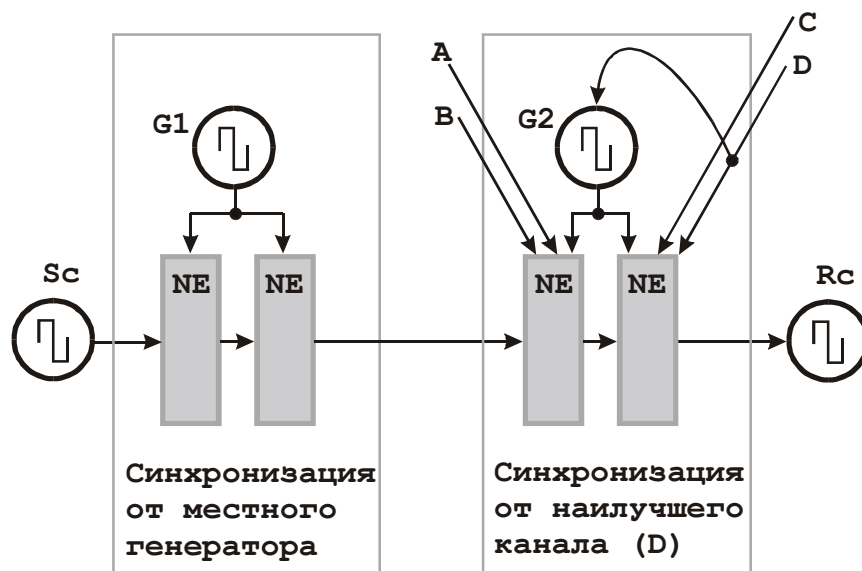 C
A
D
G1
B
G2
Sc
NE
NE
NE
NE
Rc
Синхронизация
от местного
генератора
Синхронизация
от наилучшего
канала (D)